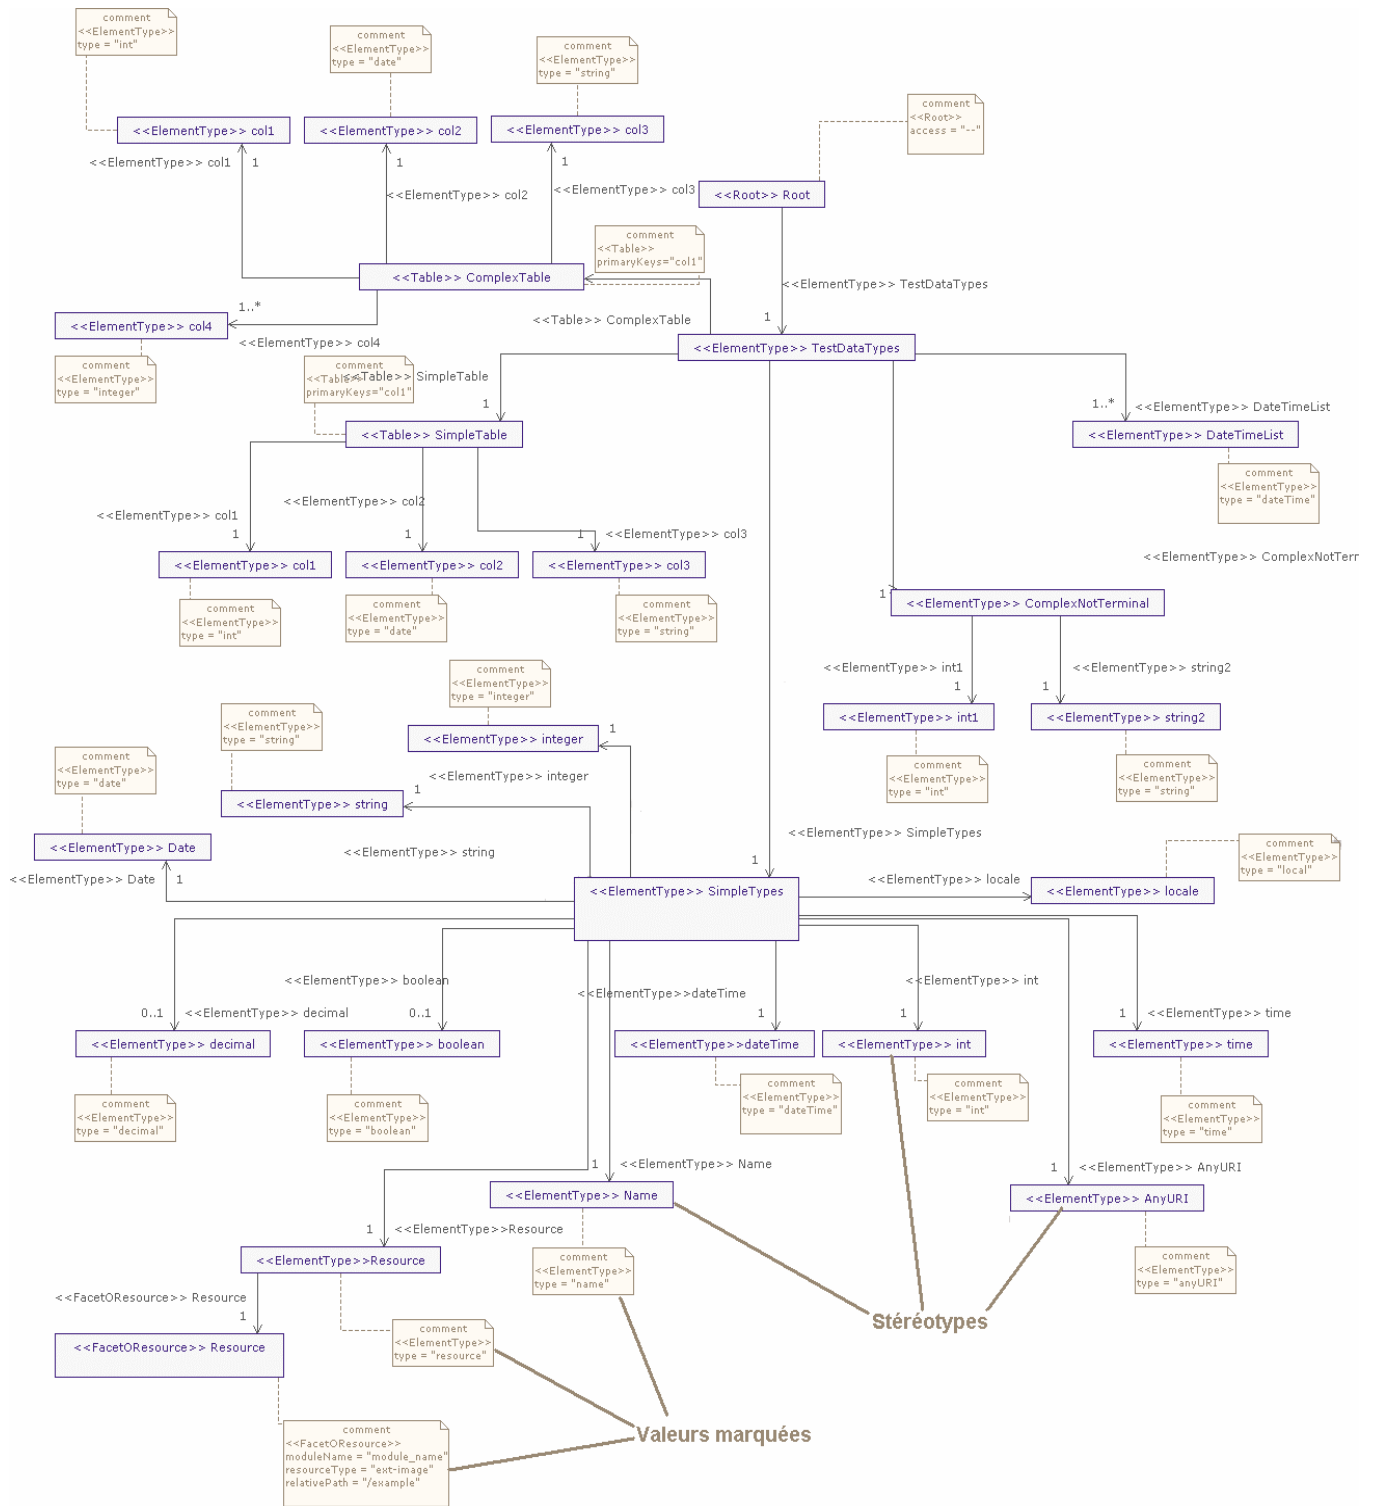 comment
<<ElementType>>
type = "int"
comment
<<ElementType>>
type = "date"
comment
<<ElementType>>
type = "string"
comment
<<Root>>
access = "--"
<<ElementType>> col1
<<ElementType>> col2
<<ElementType>> col3
<<ElementType>> col1
1
1
1
<<ElementType>> col2
<<ElementType>> col3
<<Root>> Root
comment
<<Table>>
primaryKeys="col1"
<<Table>> ComplexTable
<<ElementType>> TestDataTypes
1..*
<<ElementType>> col4
<<Table>> ComplexTable
1
<<ElementType>> col4
<<ElementType>> TestDataTypes
comment
<<ElementType>>
type = "integer"
comment
<<Table>>
primaryKeys="col1"
<<Table>> SimpleTable
1
1..*
<<ElementType>> DateTimeList
<<Table>> SimpleTable
<<ElementType>> DateTimeList
comment
<<ElementType>>
type = "dateTime"
<<ElementType>> col1
<<ElementType>> col2
<<ElementType>> col3
1
1
1
<<ElementType>> col1
<<ElementType>> col2
<<ElementType>> col3
<<ElementType>> ComplexNotTerr
1
<<ElementType>> ComplexNotTerminal
comment
<<ElementType>>
type = "int"
comment
<<ElementType>>
type = "date"
comment
<<ElementType>>
type = "string"
<<ElementType>> int1
<<ElementType>> string2
1
1
<<ElementType>> int1
<<ElementType>> string2
comment
<<ElementType>>
type = "integer"
comment
<<ElementType>>
type = "string"
<<ElementType>> integer
1
comment
<<ElementType>>
type = "date"
comment
<<ElementType>>
type = "int"
comment
<<ElementType>>
type = "string"
<<ElementType>> integer
1
<<ElementType>> string
<<ElementType>> Date
<<ElementType>> string
<<ElementType>> SimpleTypes
1
comment
<<ElementType>>
type = "local"
<<ElementType>> Date
1
<<ElementType>> SimpleTypes
<<ElementType>> locale
<<ElementType>> locale
<<ElementType>> boolean
<<ElementType>>dateTime
<<ElementType>> int
0..1
<<ElementType>> decimal
0..1
1
1
1
<<ElementType>> time
<<ElementType>> decimal
<<ElementType>> boolean
<<ElementType>>dateTime
<<ElementType>> int
<<ElementType>> time
comment
<<ElementType>>
type = "decimal"
comment
<<ElementType>>
type = "boolean"
comment
<<ElementType>>
type = "dateTime"
comment
<<ElementType>>
type = "int"
comment
<<ElementType>>
type = "time"
1
<<ElementType>> Name
1
<<ElementType>> AnyURI
<<ElementType>> Name
<<ElementType>> AnyURI
1
<<ElementType>>Resource
<<ElementType>>Resource
comment
<<ElementType>>
type = "name"
comment
<<ElementType>>
type = "anyURI"
<<FacetOResource>> Resource
1
<<FacetOResource>> Resource
Stéréotypes
comment
<<ElementType>>
type = "resource"
comment
<<FacetOResource>>
moduleName = "module_name"
resourceType = "ext-image"
relativePath = "/example"
Valeurs marquées